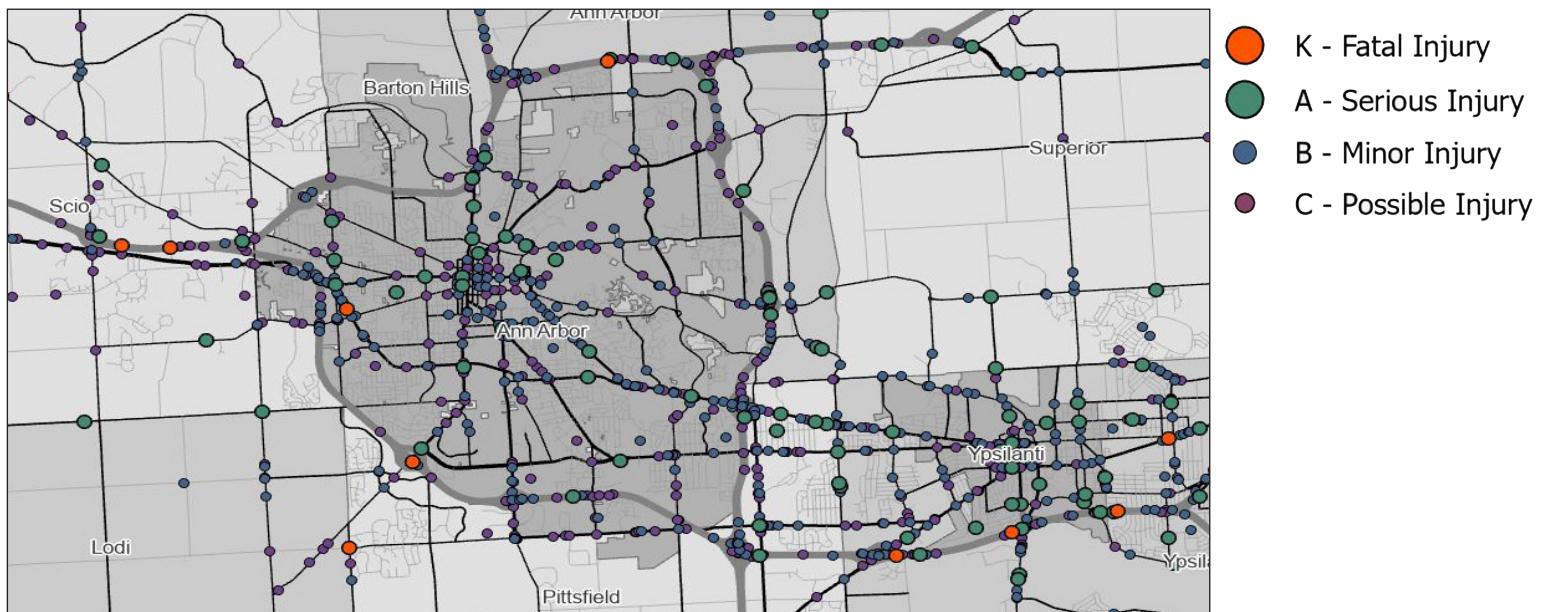 Ann Arbor
K - Fatal Injury
Barton Hills
A - Serious Injury
Superior
B - Minor Injury
Scio
C - Possible Injury
Ann Arbor
Ypsilanti
Lodi
Ypsila
Pittsfield